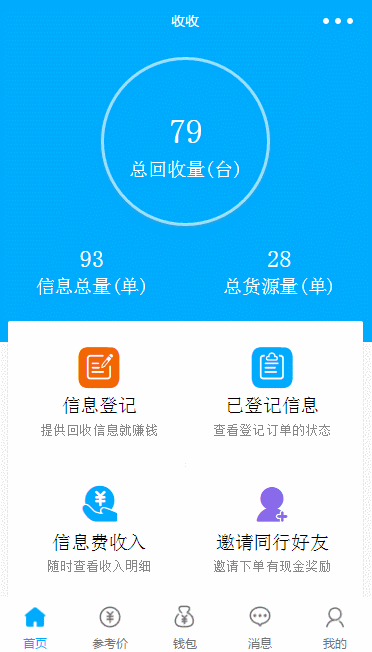 收收
79
总回收量(台)
93 28
信息总量(单) 总货源量(单)
信息登记 已登记信息
提供回收信息就赚钱 查看登记订单的状态
信息费收入 邀请同行好友
随时查看收入明细 邀请下单有现金奖励
首页 参考价 钱包 消息 我的